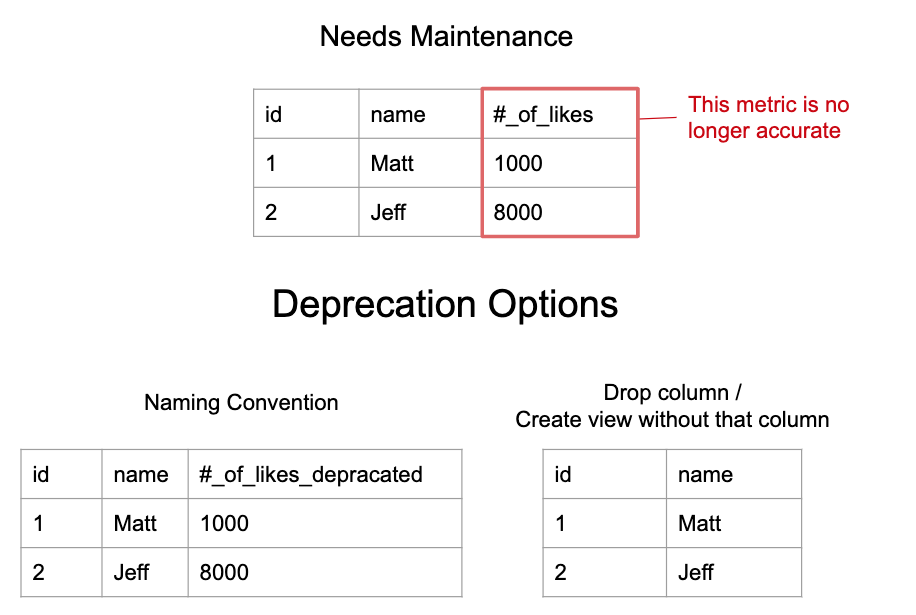 Needs Maintenance
id name #_of_likes
1 Matt 1000
2 Jeff 8000
This metric is no
longer accurate
Deprecation Options
Naming Convention
id name #_of_likes_depracated
1 Matt 1000
2 Jeff 8000
Drop column /
Create view without that column
id name
1 Matt
2 Jeff